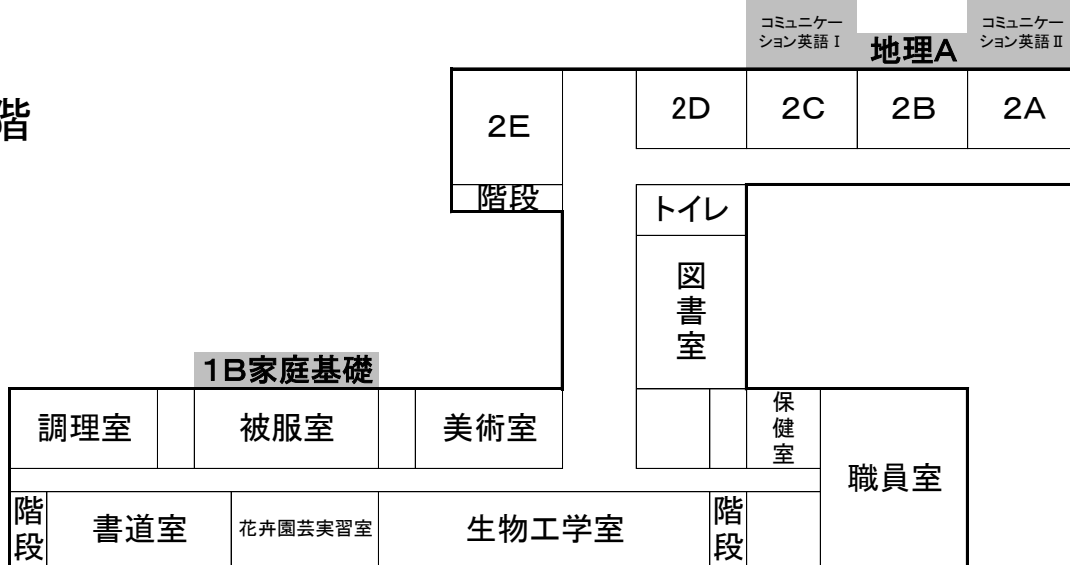 コミュニケー
ション英語Ⅰ
地理A
コミュニケー
ション英語Ⅱ
階
2E
2D
2C
2B
2A
階段
トイレ
図書室
1B家庭基礎
調理室
被服室
美術室
保健室
職員室
階段
書道室
花卉園芸実習室
生物工学室
階段